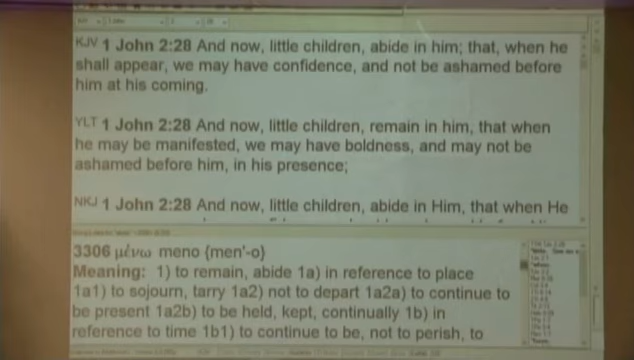 KJV 1 John 2:28 And now, little children, abide in him; that, when he
shall appear, we may have confidence, and not be ashamed before
him at his coming.
YLT 1 John 2:28 And now, little children, remain in him, that when
he may be manifested, we may have boldness, and may not be
ashamed before him, in his presence;
NKJ 1 John 2:28 And now, little children, abide in Him, that when He
3306 μένω meno {men'-o}
Meaning: 1) to remain, abide 1a) in reference to place
1a1) to sojourn, tarry 1a2) not to depart 1a2a) to continue to
be present 1a2b) to be held, kept, continually 1b) in
reference to time 1b1) to continue to be, not to perish, to